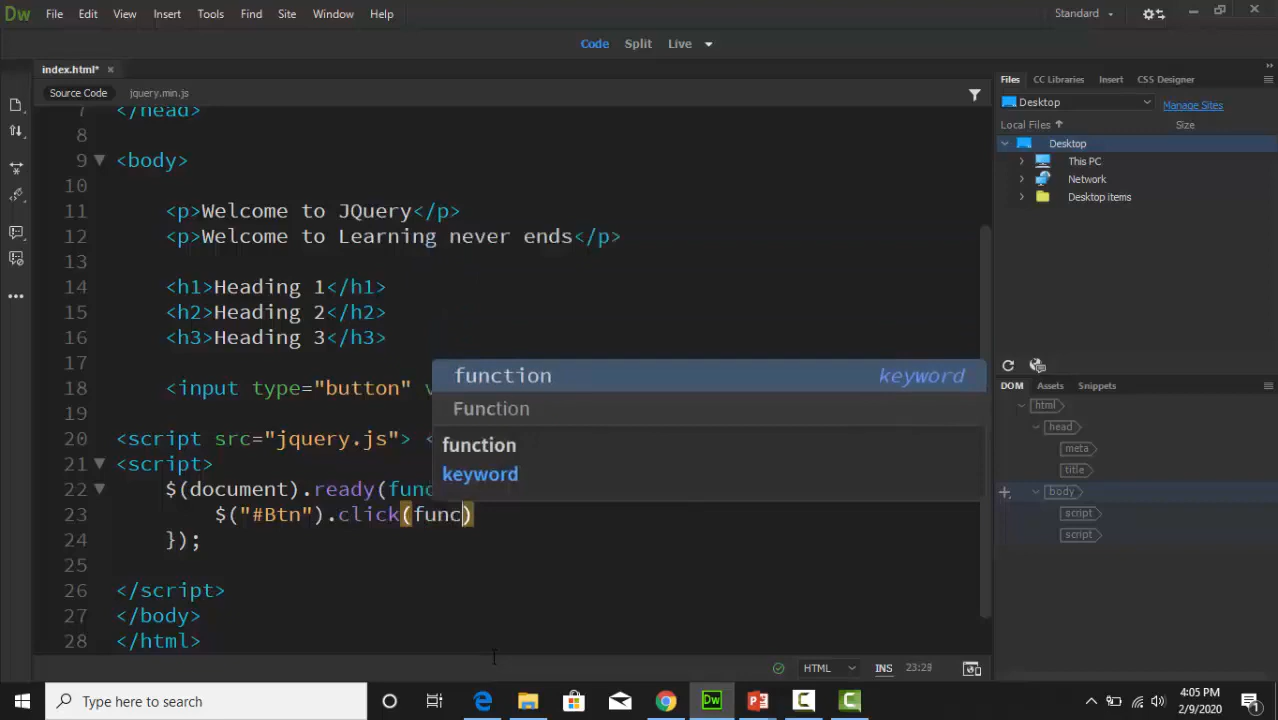 Dw File Edit View Insert Tools Find Site Window Help Standard
Code Split Live
index.html* ×
Source Code jquery.min.js
7 </head>
8
9 <body>
10
11 <p>Welcome to JQuery</p>
12 <p>Welcome to Learning never ends</p>
13
14 <h1>Heading 1</h1>
15 <h2>Heading 2</h2>
16 <h3>Heading 3</h3>
17
18 <input type="button" v
19
20 <script src="jquery.js"> <
21 <script>
22 $(document).ready(func
23 $("#Btn").click(func)
24 });
25
26 </script>
27 </body>
28 </html>
function keyword
Function
function
keyword
HTML INS 23:29
Files CC Libraries Insert CSS Designer
Desktop Manage Sites
Local Files Size
Desktop
This PC
Network
Desktop items
DOM Assets Snippets
html
head
meta
title
body
script
script
Type here to search
Dw
4:05 PM
2/9/2020
1